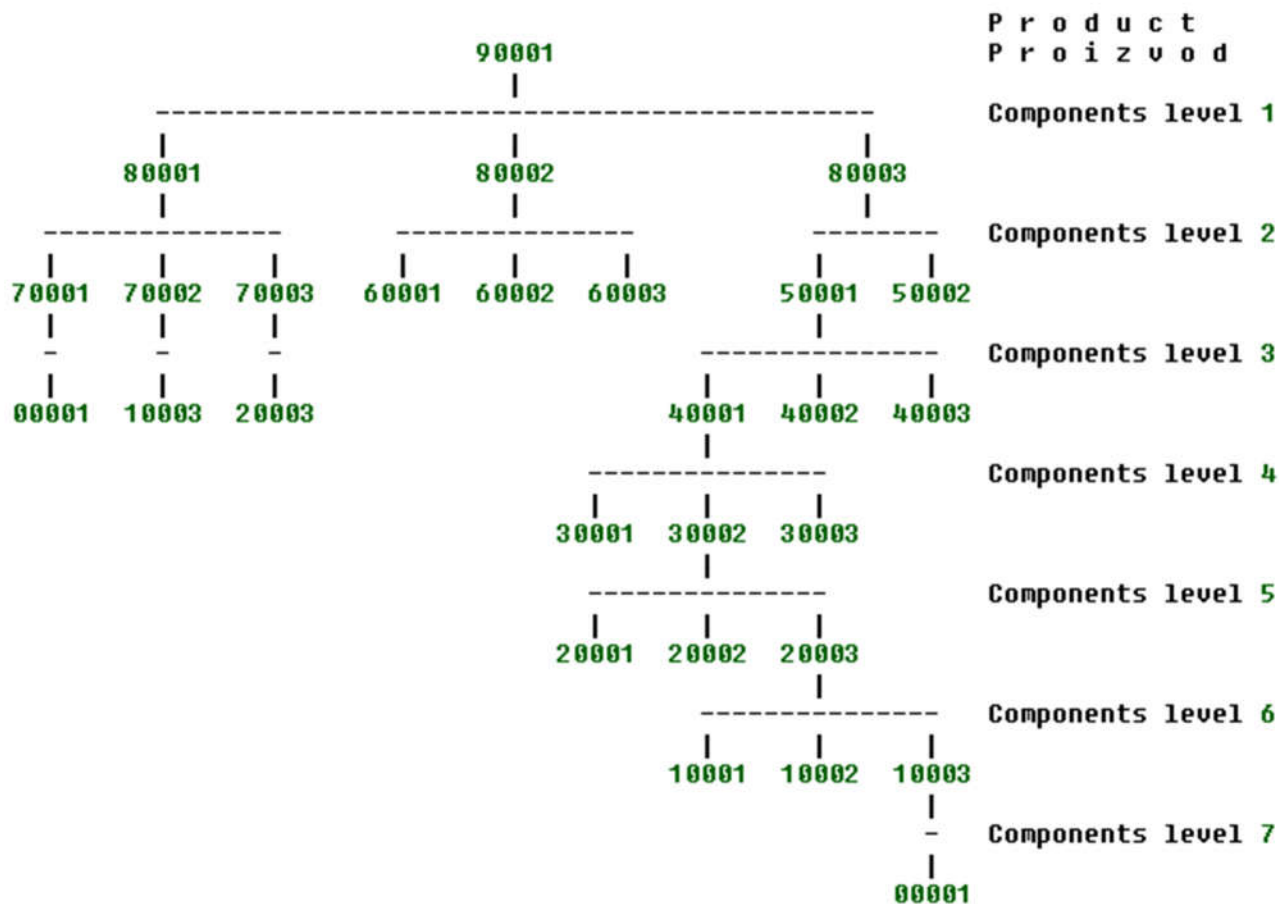 P r o d u c t
90001 P r o i z v o d
Components level 1
80001 80002 80003
Components level 2
70001 70002 70003 60001 60002 60003 50001 50002
Components level 3
00001 10003 20003 40001 40002 40003
Components level 4
30001 30002 30003
Components level 5
20001 20002 20003
Components level 6
10001 10002 10003
Components level 7
00001